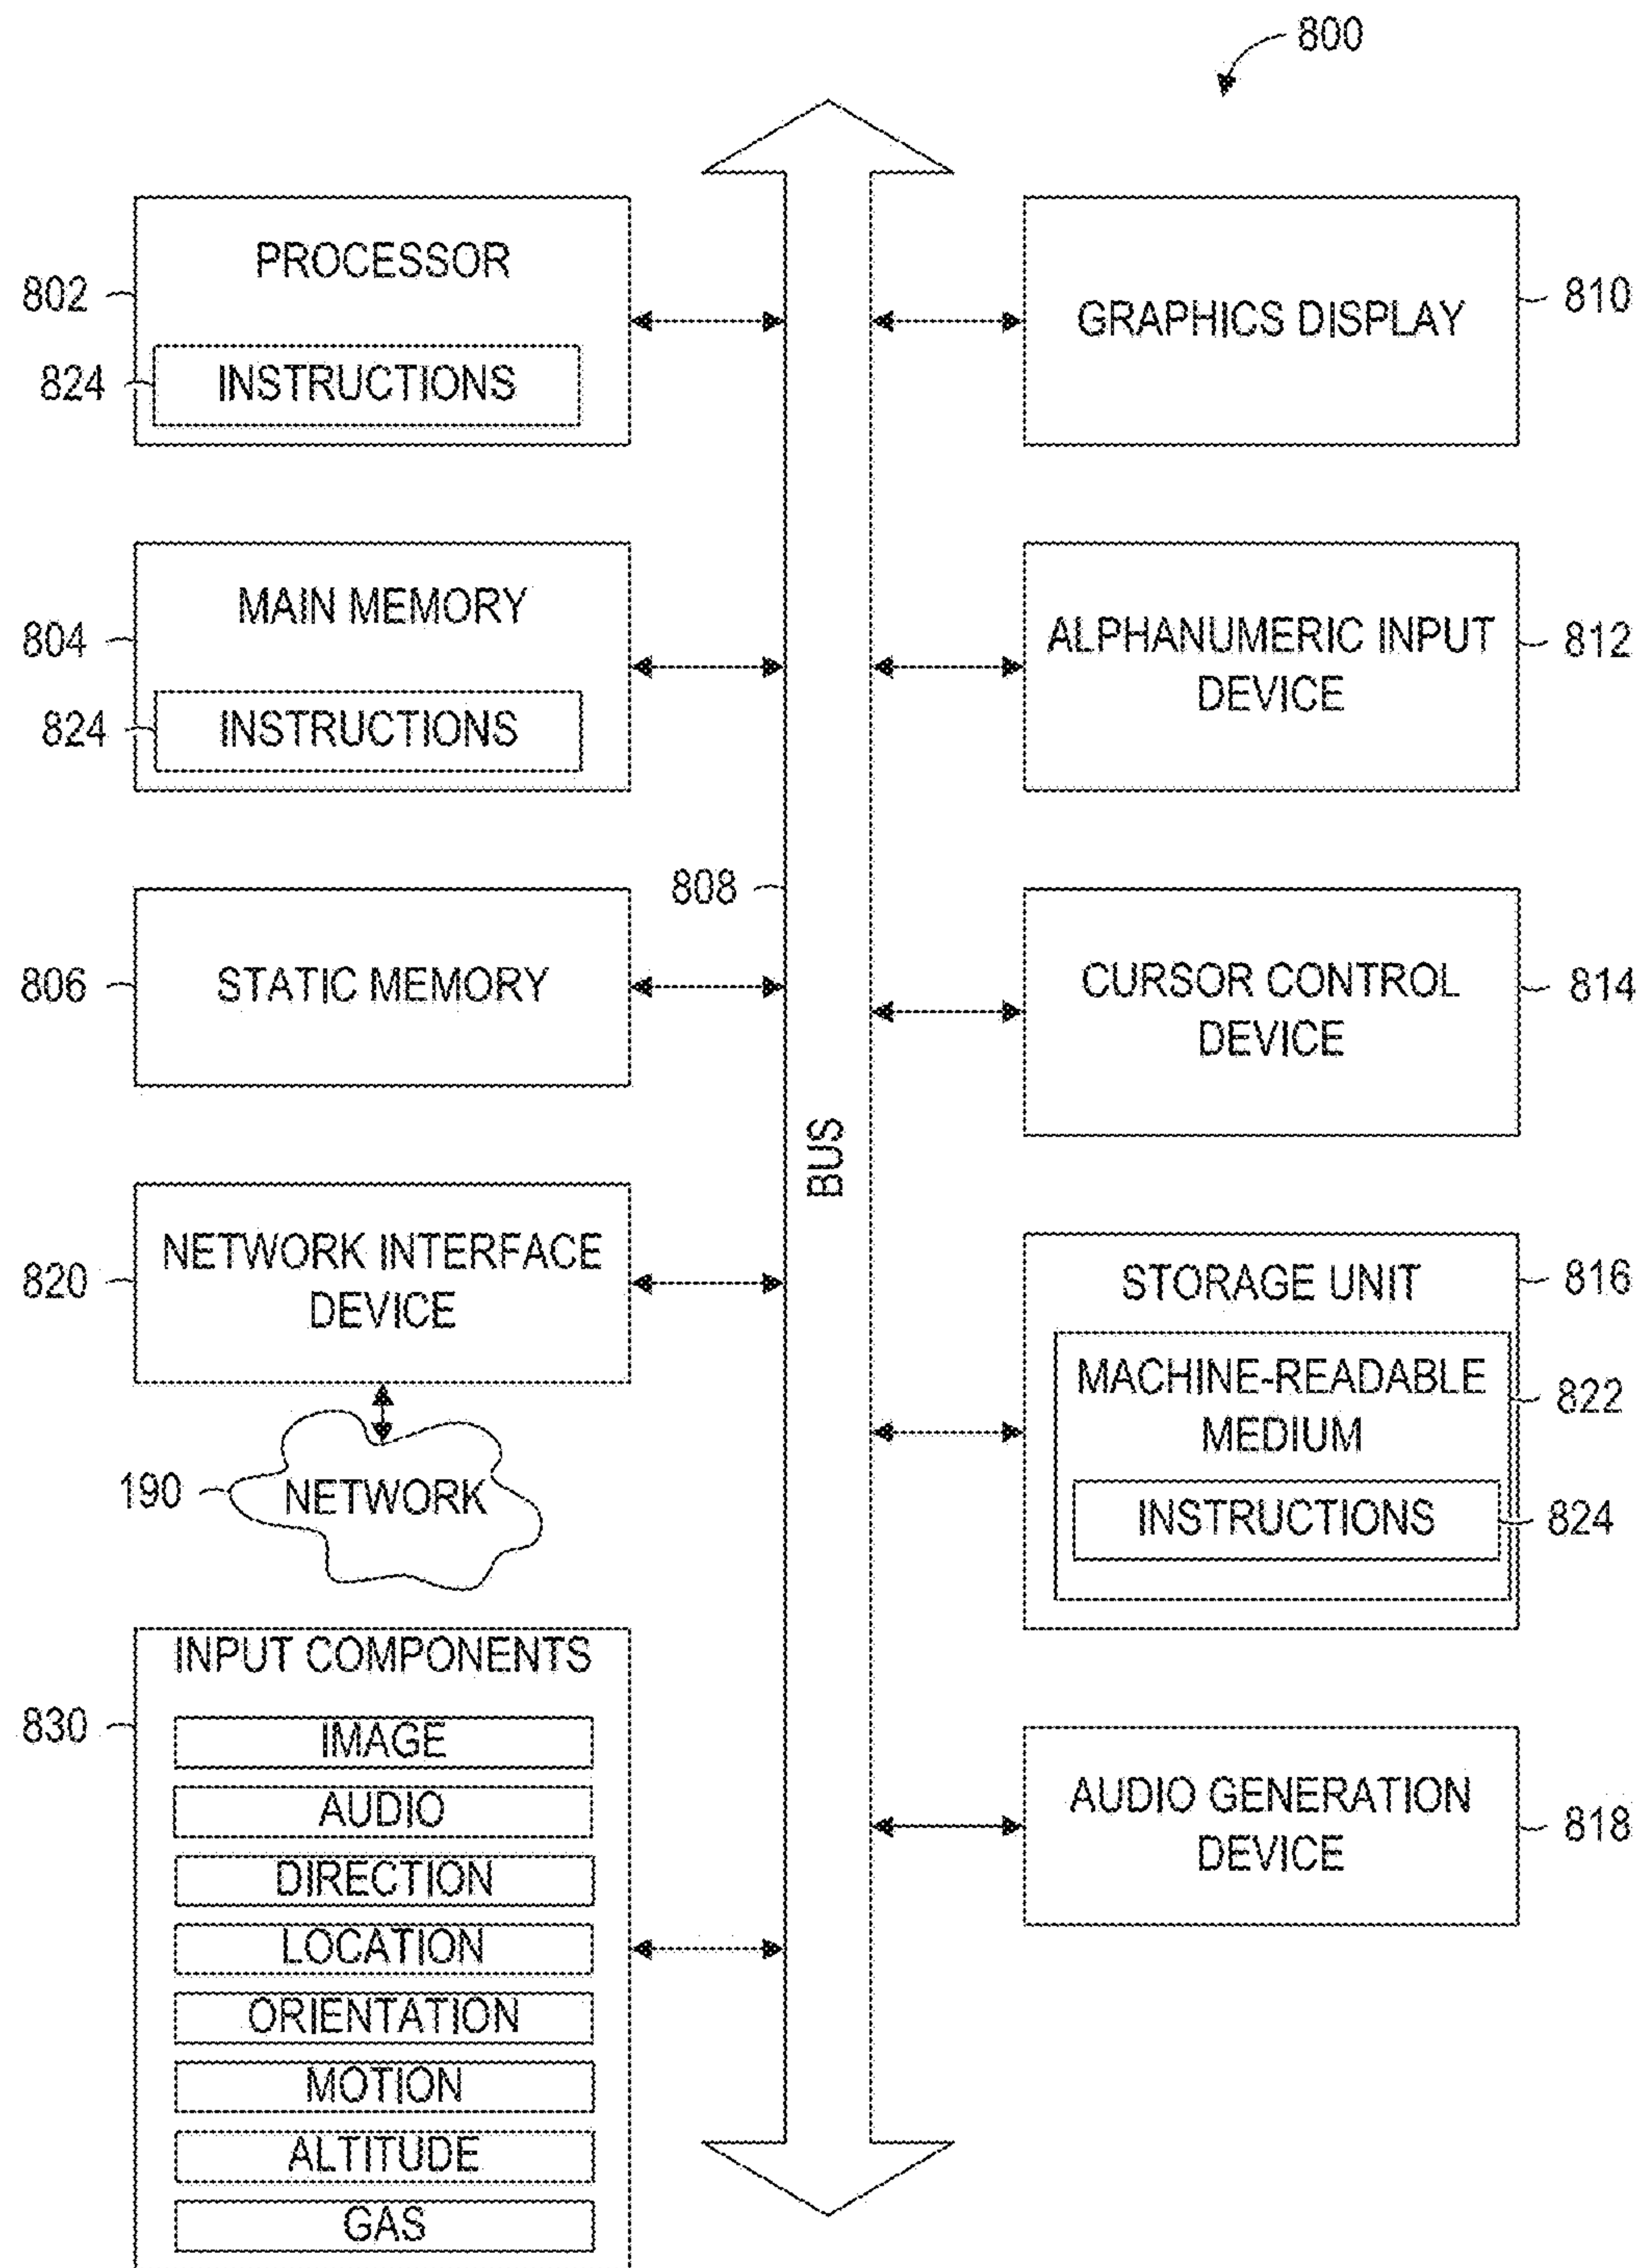 800
PROCESSOR
802
824
INSTRUCTIONS
MAIN MEMORY
804
824
INSTRUCTIONS
806
STATIC MEMORY
820
NETWORK INTERFACE
DEVICE
190
NETWORK
INPUT COMPONENTS
830
IMAGE
AUDIO
DIRECTION
LOCATION
ORIENTATION
MOTION
ALTITUDE
GAS
808
BUS
GRAPHICS DISPLAY
810
ALPHANUMERIC INPUT
DEVICE
812
CURSOR CONTROL
DEVICE
814
STORAGE UNIT
816
MACHINE-READABLE
MEDIUM
822
INSTRUCTIONS
824
AUDIO GENERATION
DEVICE
818